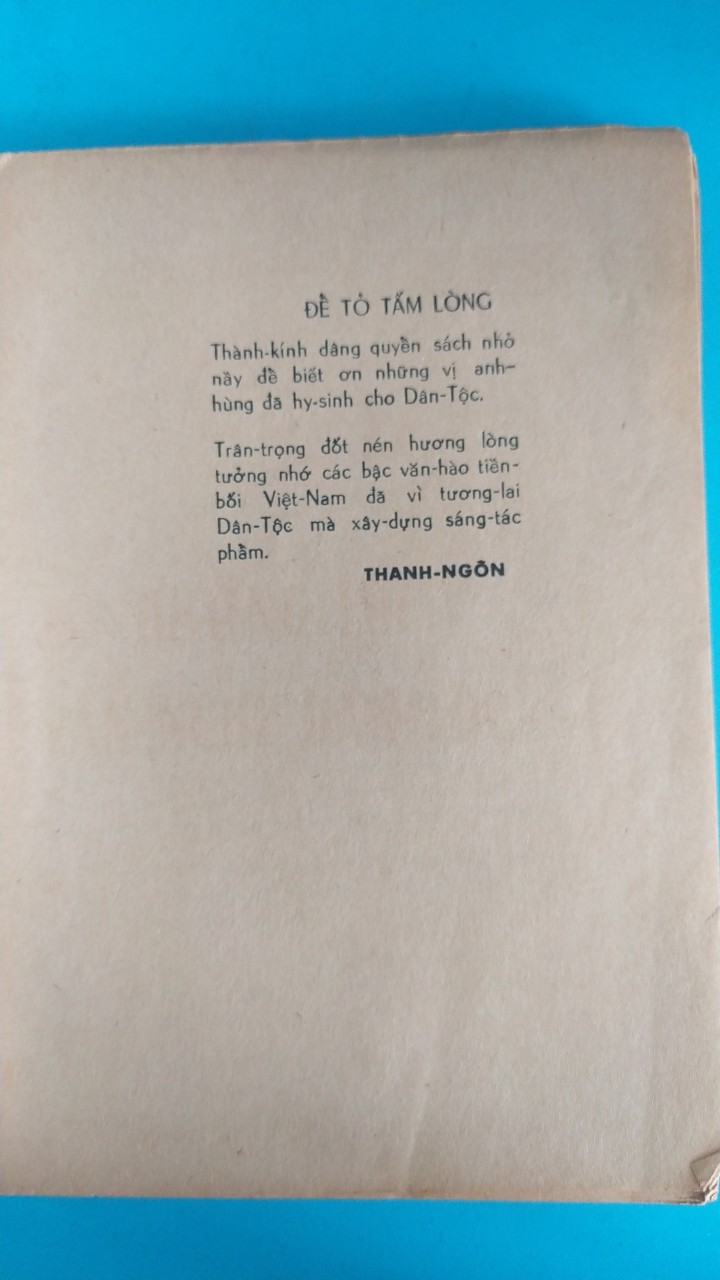 ĐỂ TỎ TẤM LÒNG
Thành-kính dâng quyển sách nhỏ
nầy để biết ơn những vị anh-
hùng đã hy-sinh cho Dân-Tộc.
Trân-trọng đốt nén hương lòng
tưởng nhớ các bậc văn-hào tiền-
bối Việt-Nam đã vì tương-lai
Dân-Tộc mà xây-dựng sáng-tác
phẩm.
THANH-NGÔN